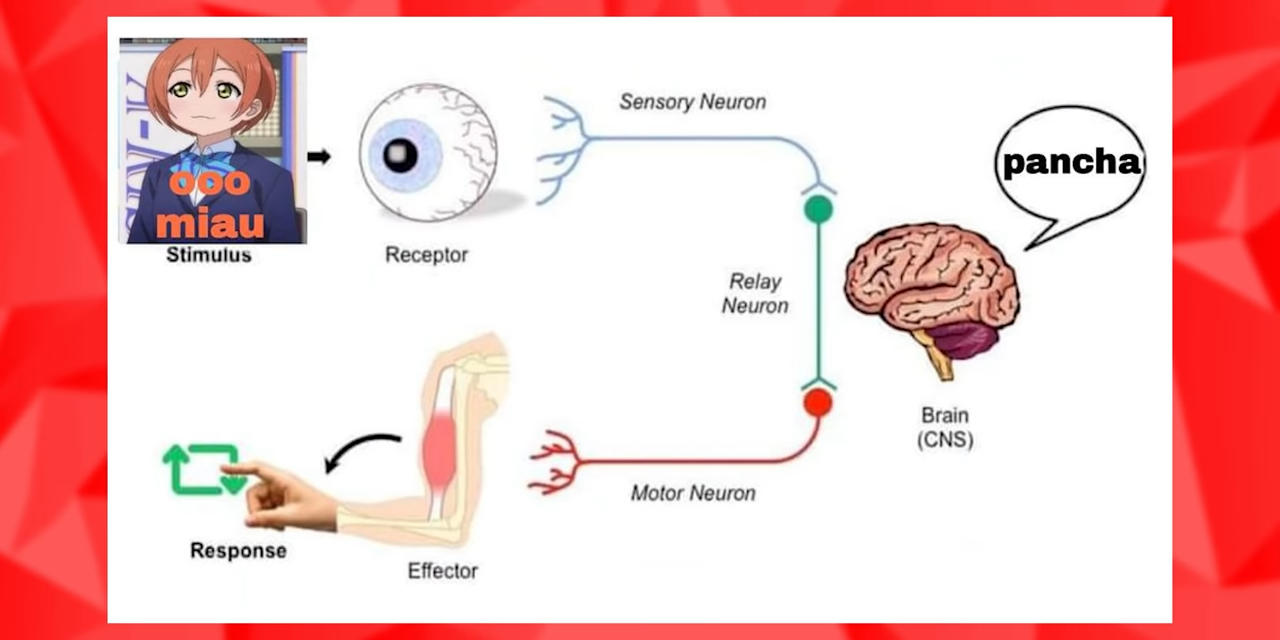 ooo
miau
Stimulus
Receptor
Sensory Neuron
pancha
Relay
Neuron
Brain
(CNS)
Motor Neuron
Response
Effector